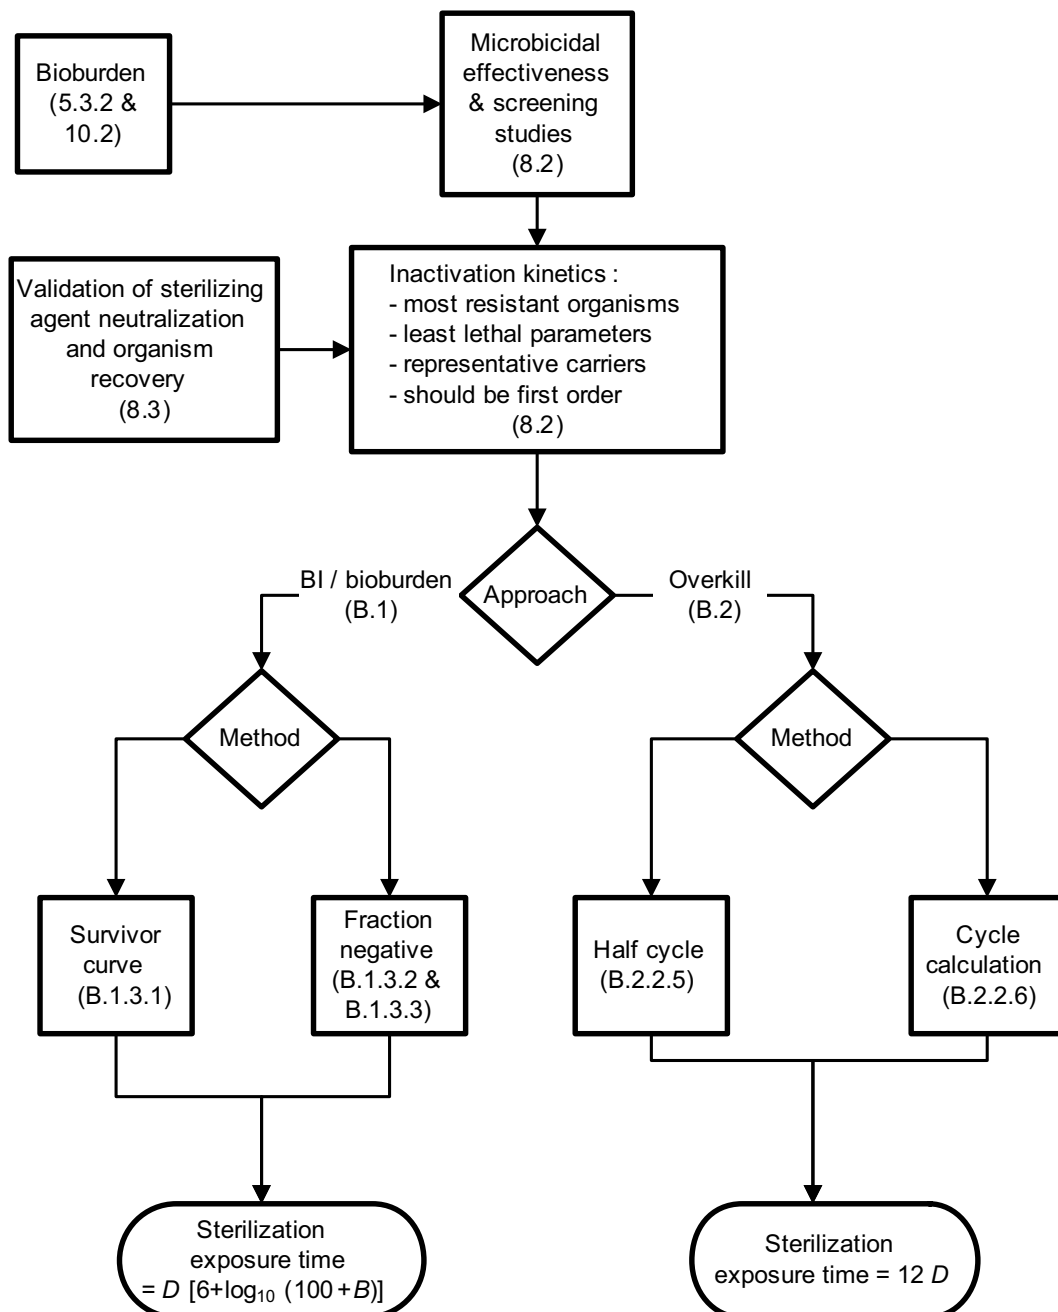 Bioburden
(5.3.2 &
10.2)
Microbicidal
effectiveness
& screening
studies
(8.2)
Validation of sterilizing
agent neutralization
and organism
recovery
(8.3)
Inactivation kinetics :
- most resistant organisms
- least lethal parameters
- representative carriers
- should be first order
(8.2)
BI / bioburden
(B.1)
Approach
Overkill
(B.2)
Method
Method
Survivor
curve
(B.1.3.1)
Fraction
negative
(B.1.3.2 &
B.1.3.3)
Half cycle
(B.2.2.5)
Cycle
calculation
(B.2.2.6)
Sterilization
exposure time
= D [6+log₁₀ (100+B)]
Sterilization
exposure time = 12 D